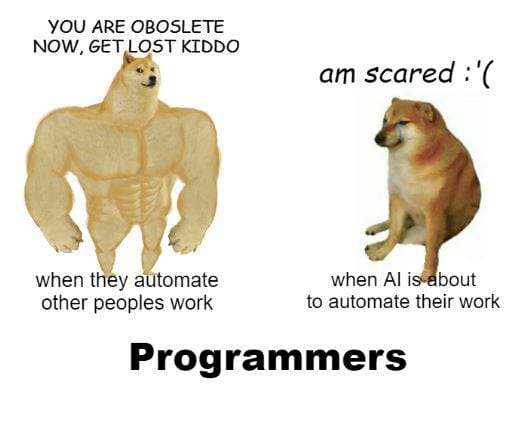 YOU ARE OBOSLETE
NOW, GET LOST KIDDO
am scared :'(
when they automate
other peoples work
when AI is about
to automate their work
Programmers